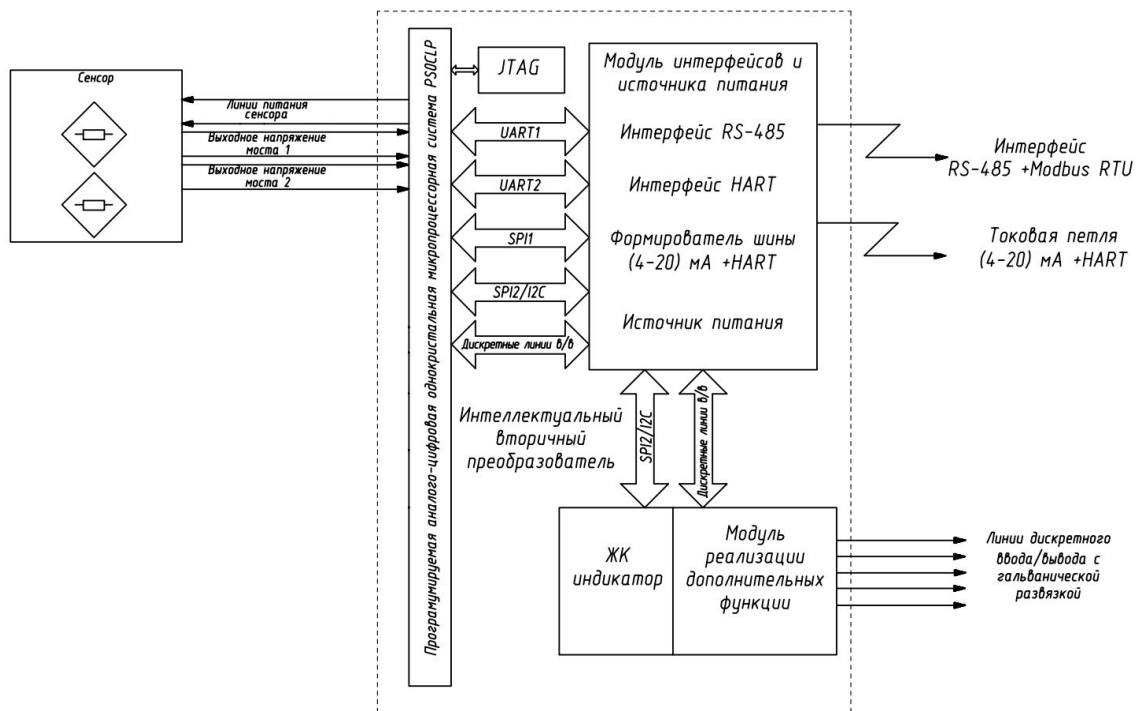 Сенсор
Линии питания
сенсора
Выходное напряжение
моста 1
Выходное напряжение
моста 2
Програмумируемая аналого-цифровая однокристальная микропроцессорная система PSOCLP
JTAG
UART1
UART2
SPI1
SPI2/I2C
Дискретные линии в/в
Модуль интерфейсов и
источника питания
Интерфейс RS-485
Интерфейс HART
Формирователь шины
(4-20) мА +HART
Источник питания
Интерфейс
RS-485 +Modbus RTU
Токовая петля
(4-20) мА +HART
Интеллектуальный
вторичный
преобразователь
SPI2/I2C
Дискретные линии в/в
ЖК
индикатор
Модуль
реализации
дополнительных
функции
Линии дискретного
ввода/вывода с
гальванической
развязкой